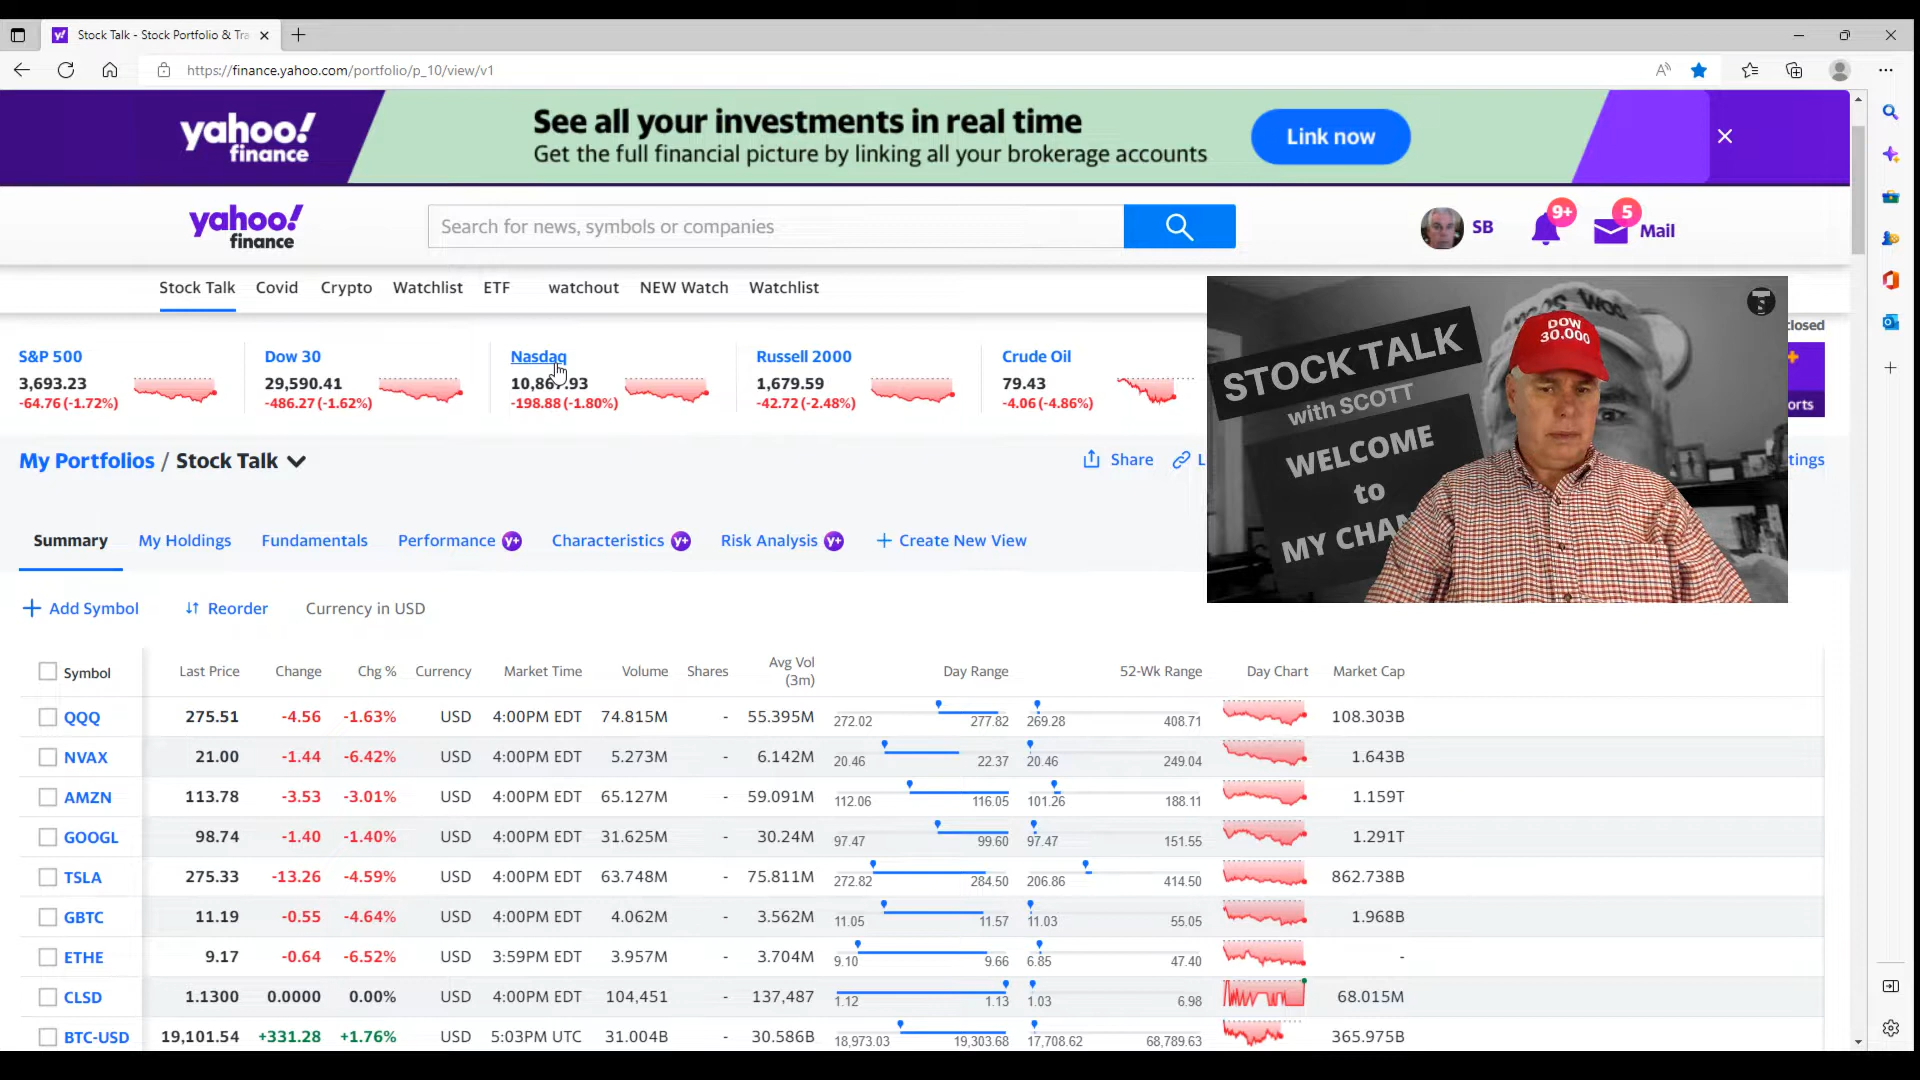 Stock Talk - Stock Portfolio & Tra
https://finance.yahoo.com/portfolio/p_10/view/v1
yahoo!
finance
See all your investments in real time
Get the full financial picture by linking all your brokerage accounts
Link now
yahoo!
finance
Search for news, symbols or companies
SB
9+
5
Mail
Stock Talk Covid Crypto Watchlist ETF watchout NEW Watch Watchlist
S&P 500
3,693.23
-64.76 (-1.72%)
Dow 30
29,590.41
-486.27 (-1.62%)
Nasdaq
-198.88 (-1.80%)
Russell 2000
1,679.59
-42.72 (-2.48%)
Crude Oil
79.43
-4.06 (-4.86%)
closed
orts
STOCK TALK
with SCOTT
WELCOME
to
MY CHAN
DOW
30.000
My Portfolios / Stock Talk
Share
L
tings
Summary My Holdings Fundamentals Performance Y+ Characteristics Y+ Risk Analysis Y+ + Create New View
+ Add Symbol Reorder Currency in USD
Symbol Last Price Change Chg % Currency Market Time Volume Shares Avg Vol (3m) Day Range 52-Wk Range Day Chart Market Cap
QQQ 275.51 -4.56 -1.63% USD 4:00PM EDT 74.815M - 55.395M 272.02 277.82 269.28 408.71 108.303B
NVAX 21.00 -1.44 -6.42% USD 4:00PM EDT 5.273M - 6.142M 20.46 22.37 20.46 249.04 1.643B
AMZN 113.78 -3.53 -3.01% USD 4:00PM EDT 65.127M - 59.091M 112.06 116.05 101.26 188.11 1.159T
GOOGL 98.74 -1.40 -1.40% USD 4:00PM EDT 31.625M - 30.24M 97.47 99.60 97.47 151.55 1.291T
TSLA 275.33 -13.26 -4.59% USD 4:00PM EDT 63.748M - 75.811M 272.82 284.50 206.86 414.50 862.738B
GBTC 11.19 -0.55 -4.64% USD 4:00PM EDT 4.062M - 3.562M 11.05 11.57 11.03 55.05 1.968B
ETHE 9.17 -0.64 -6.52% USD 3:59PM EDT 3.957M - 3.704M 9.10 9.66 6.85 47.40 -
CLSD 1.1300 0.0000 0.00% USD 4:00PM EDT 104,451 - 137,487 1.12 1.13 1.03 6.98 68.015M
BTC-USD 19,101.54 +331.28 +1.76% USD 5:03PM UTC 31.004B - 30.586B 18,973.03 19,303.68 17,708.62 68,789.63 365.975B